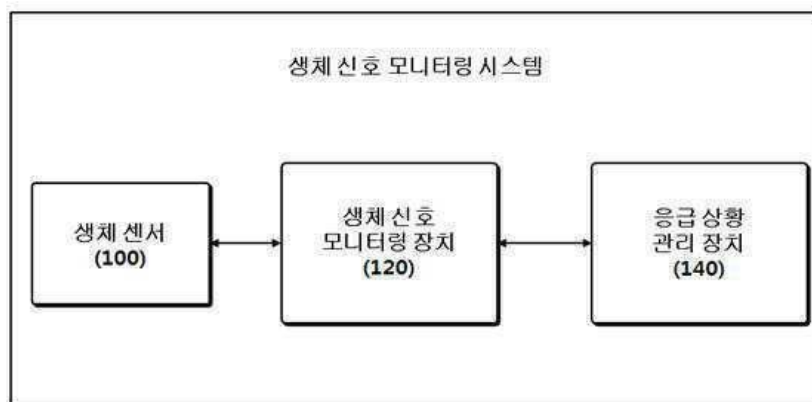 생체 신호 모니터링 시스템
생체 센서
(100)
생체 신호
모니터링 장치
(120)
응급 상황
관리 장치
(140)